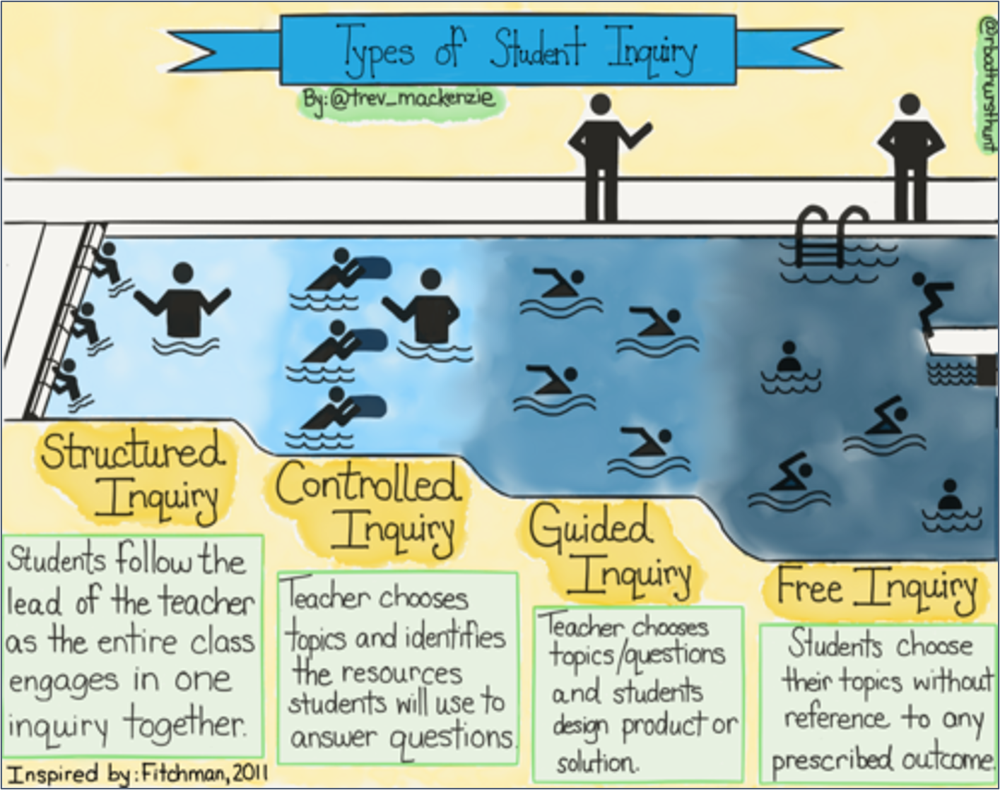 Types of Student Inquiry
By: @trev_mackenzie
@rbathurtshunt
Structured
Inquiry
Students follow the
lead of the teacher
as the entire class
engages in one
inquiry together.
Inspired by: Fitchman, 2011
Controlled
Inquiry
Teacher chooses
topics and identifies
the resources
students will use to
answer questions.
Guided
Inquiry
Teacher chooses
topics/questions
and students
design product or
solution.
Free Inquiry
Students choose
their topics without
reference to any
prescribed outcome.